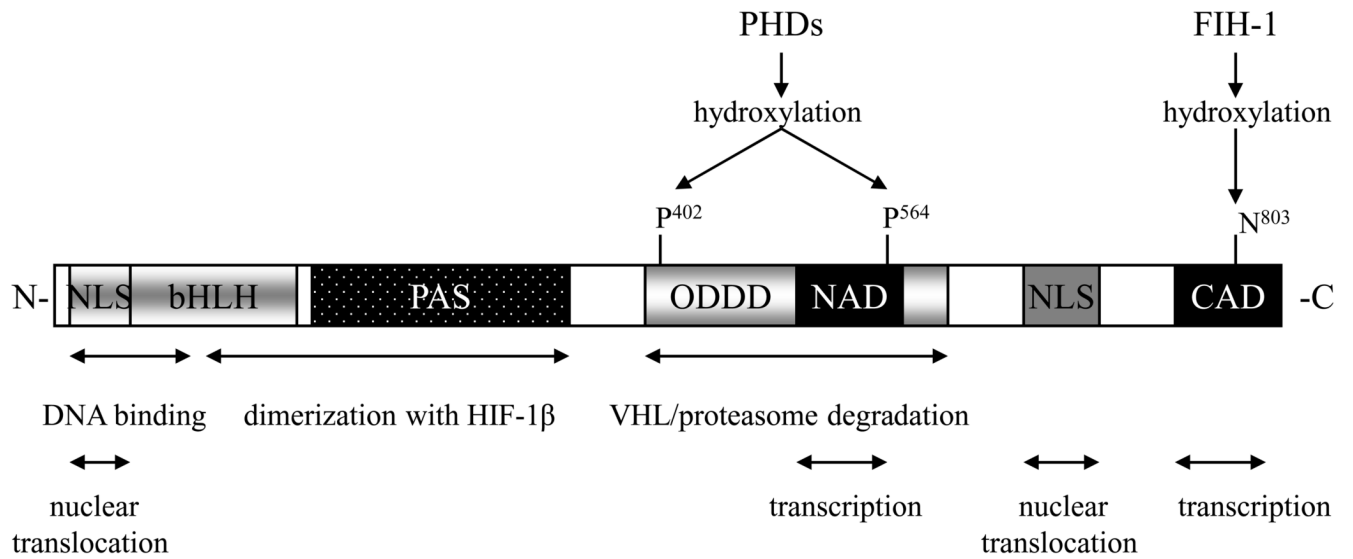 PHDs FIH-1
hydroxylation hydroxylation
P402 P564 N803
N- NLS bHLH PAS ODDD NAD NLS CAD -C
DNA binding dimerization with HIF-1β VHL/proteasome degradation
nuclear transcription nuclear transcription
translocation translocation